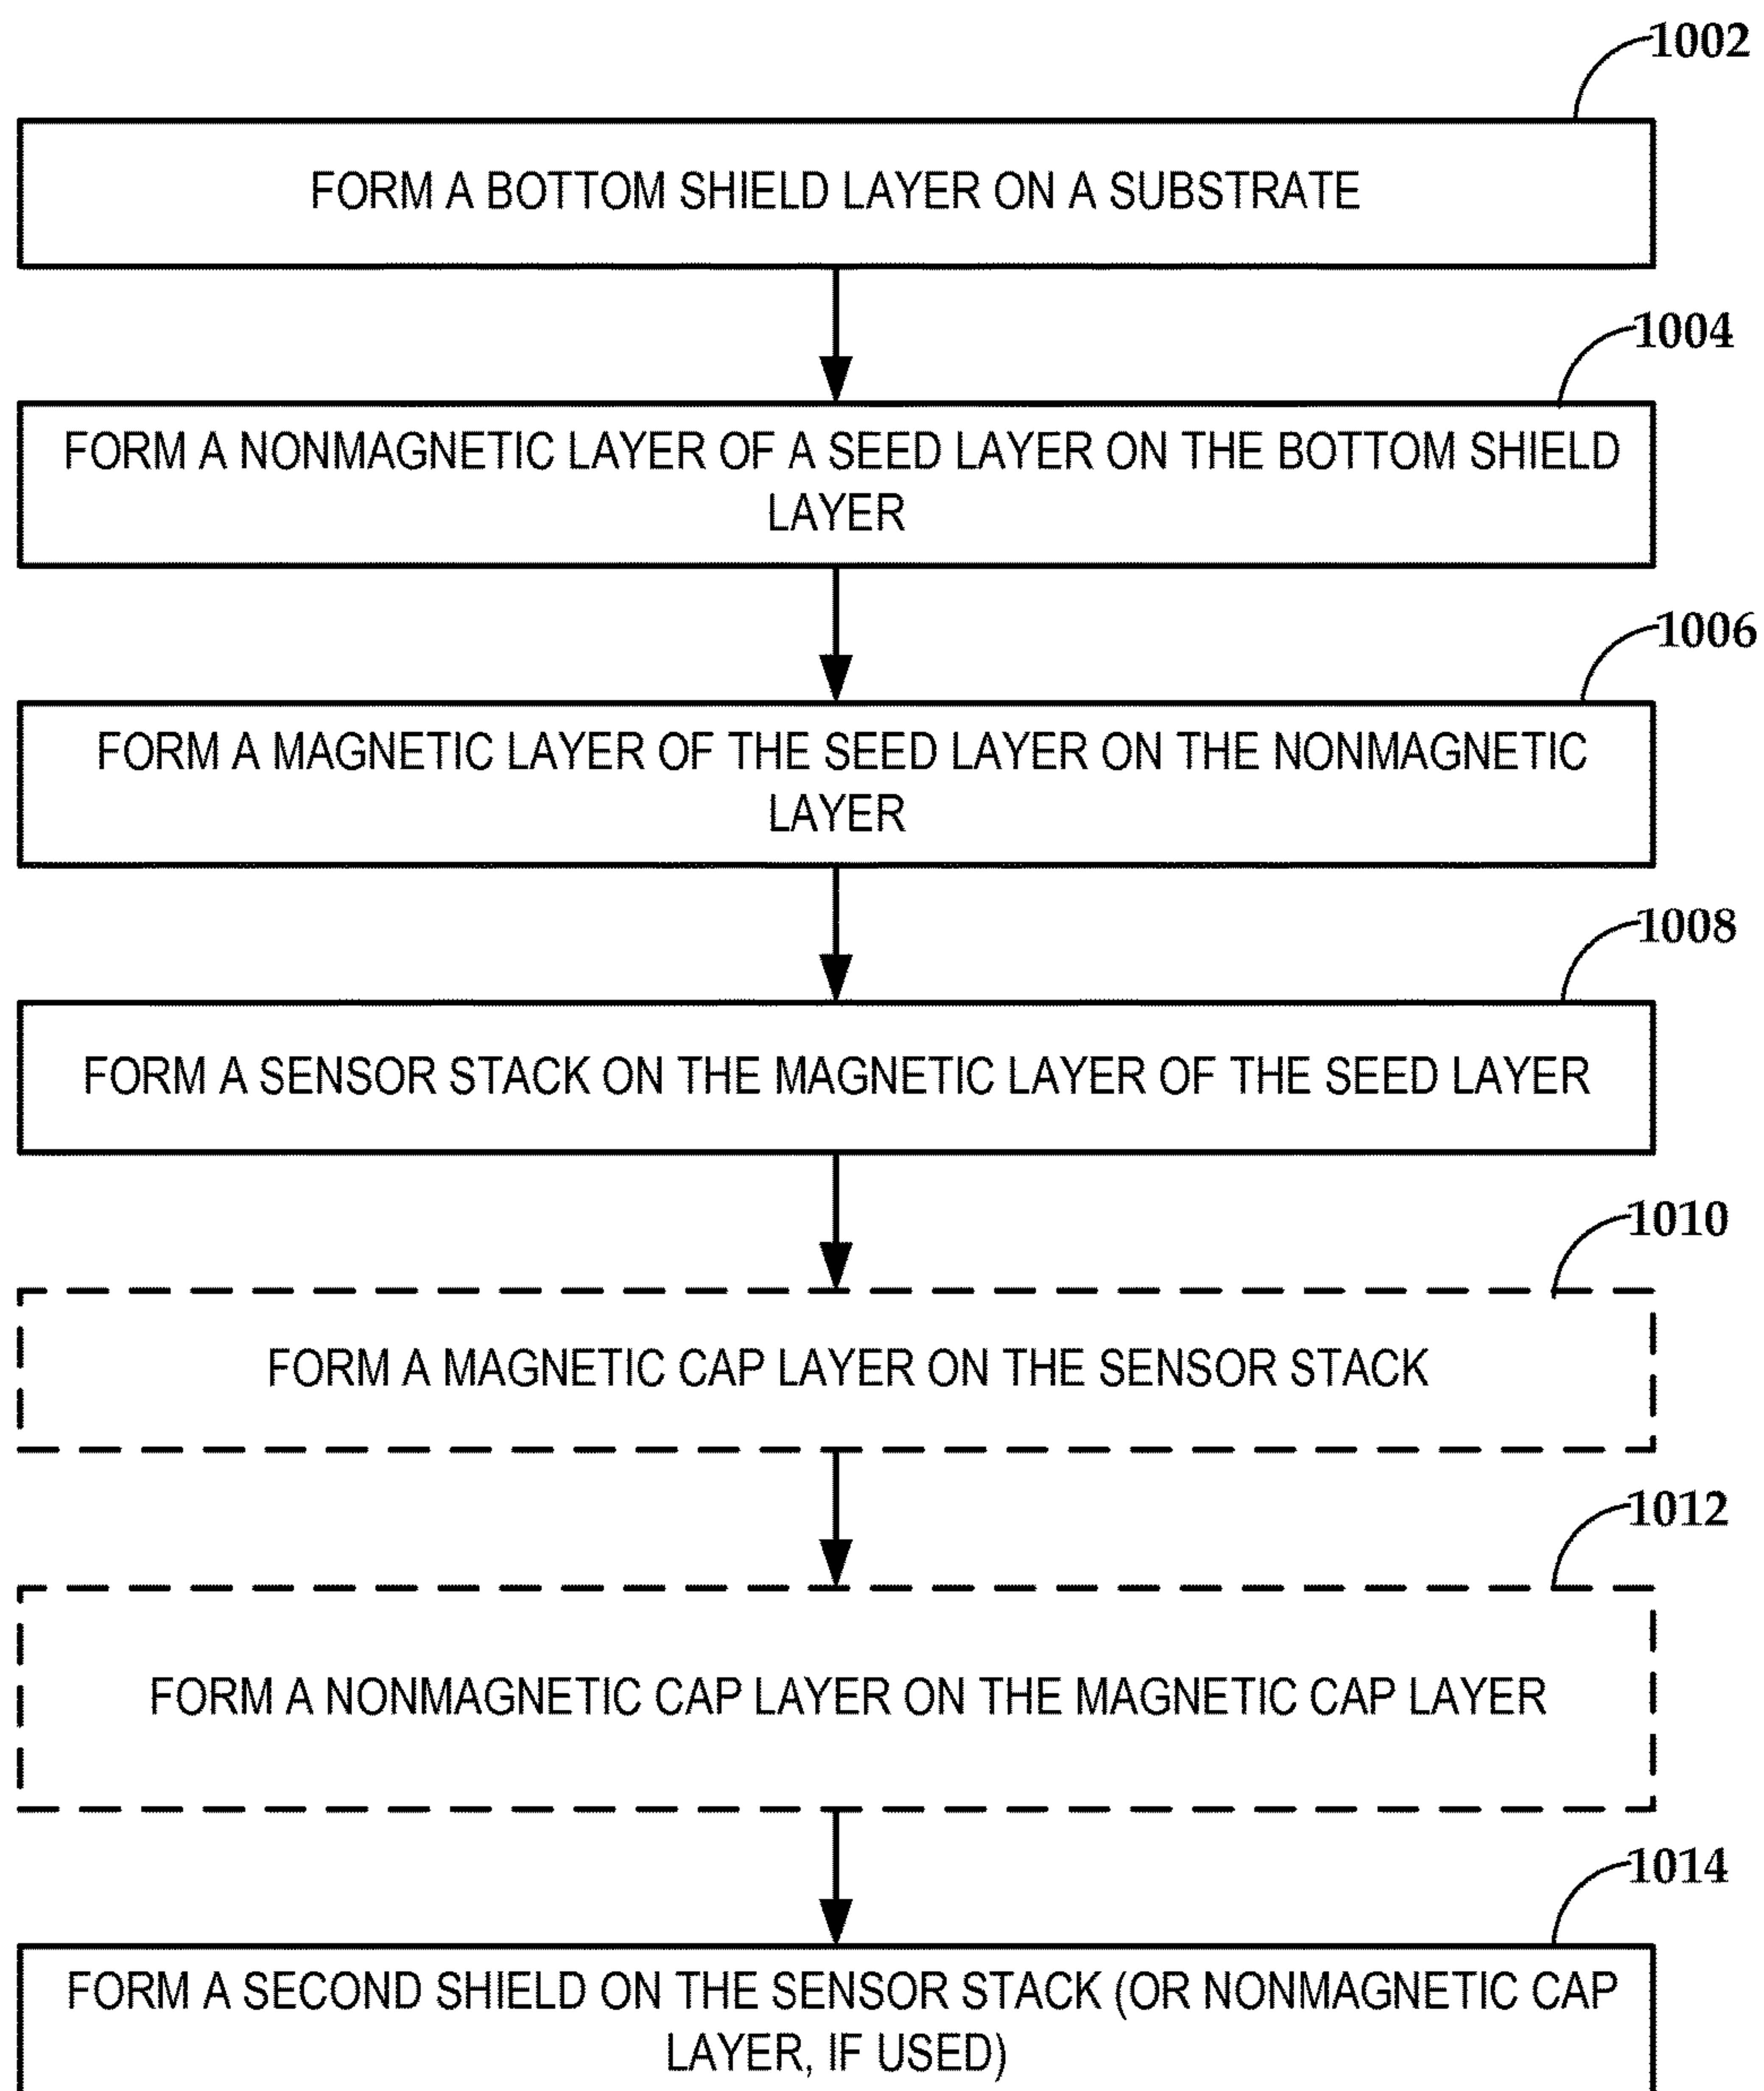 1002
FORM A BOTTOM SHIELD LAYER ON A SUBSTRATE
1004
FORM A NONMAGNETIC LAYER OF A SEED LAYER ON THE BOTTOM SHIELD
LAYER
1006
FORM A MAGNETIC LAYER OF THE SEED LAYER ON THE NONMAGNETIC
LAYER
1008
FORM A SENSOR STACK ON THE MAGNETIC LAYER OF THE SEED LAYER
1010
FORM A MAGNETIC CAP LAYER ON THE SENSOR STACK
1012
FORM A NONMAGNETIC CAP LAYER ON THE MAGNETIC CAP LAYER
1014
FORM A SECOND SHIELD ON THE SENSOR STACK (OR NONMAGNETIC CAP
LAYER, IF USED)